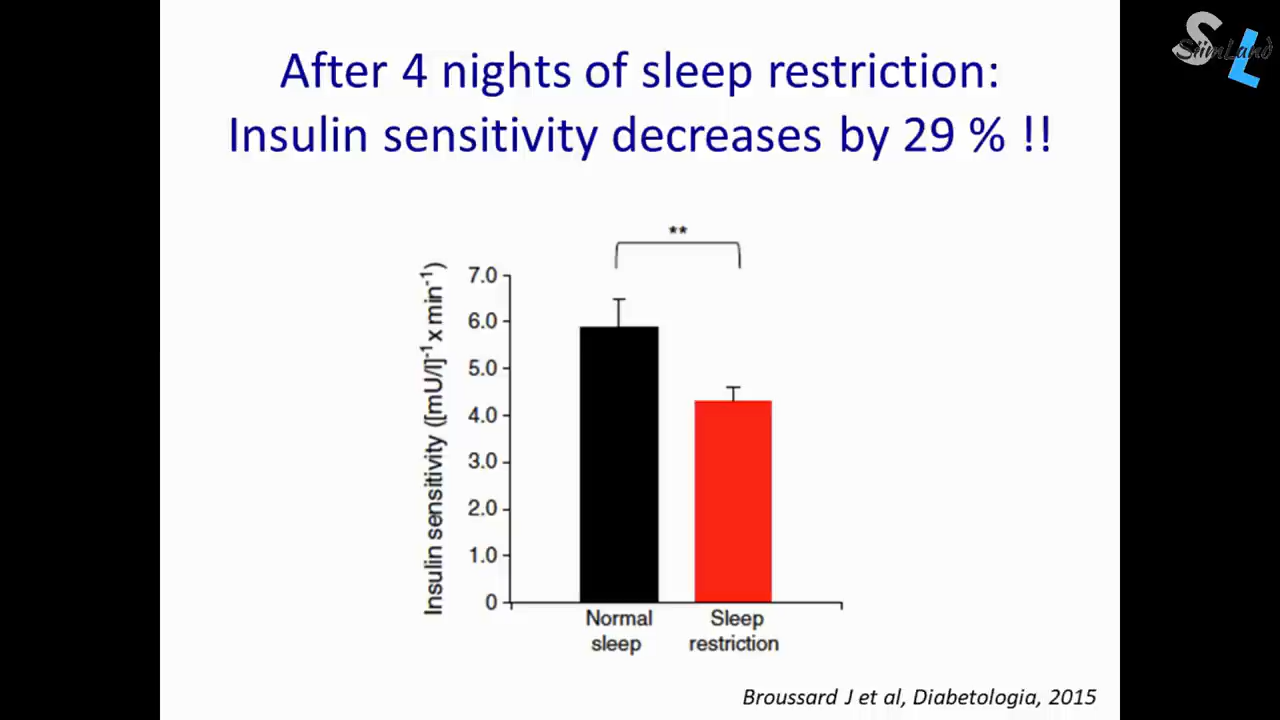 After 4 nights of sleep restriction:
Insulin sensitivity decreases by 29 % !!
SL
StimLand
**
7.0
6.0
5.0
4.0
3.0
2.0
1.0
0
Insulin sensitivity ([mU/l]⁻¹ x min⁻¹)
Normal
sleep
Sleep
restriction
Broussard J et al, Diabetologia, 2015